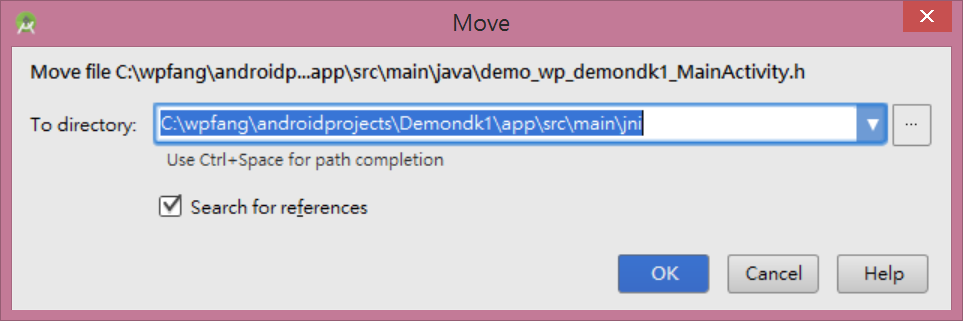 Move
Move file C:\wpfang\androidp...app\src\main\java\demo_wp_demondk1_MainActivity.h
To directory: C:\wpfang\androidprojects\Demondk1\app\src\main\jni ...
Use Ctrl+Space for path completion
Search for references
OK Cancel Help